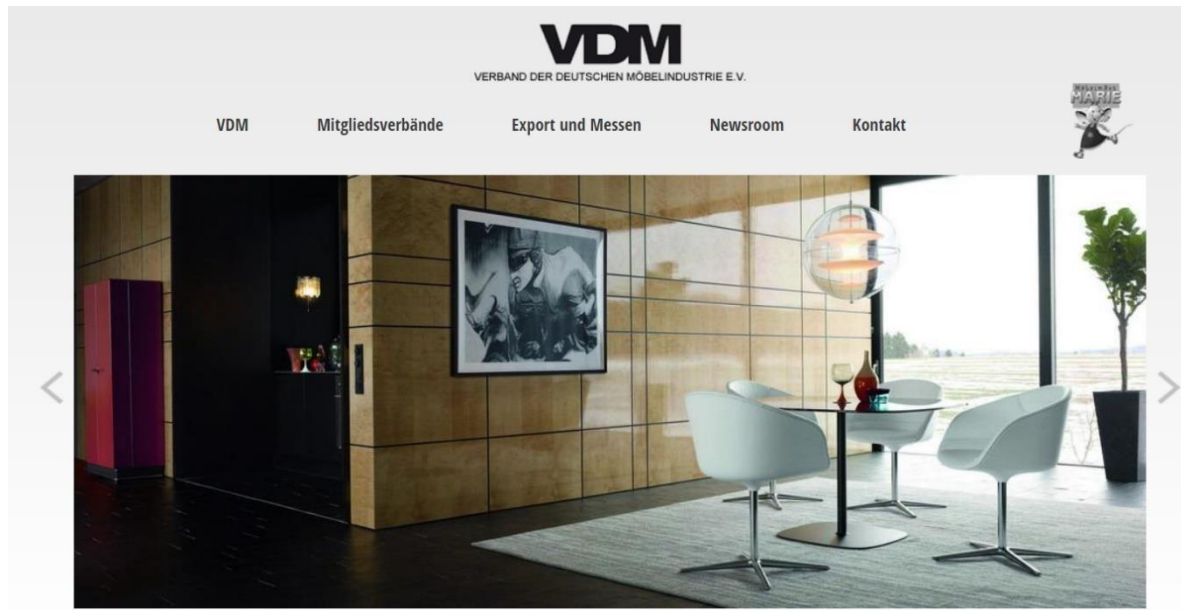 VDM
VERBAND DER DEUTSCHEN MÖBELINDUSTRIE E.V.
MARIE
VDM Mitgliedsverbände Export und Messen Newsroom Kontakt